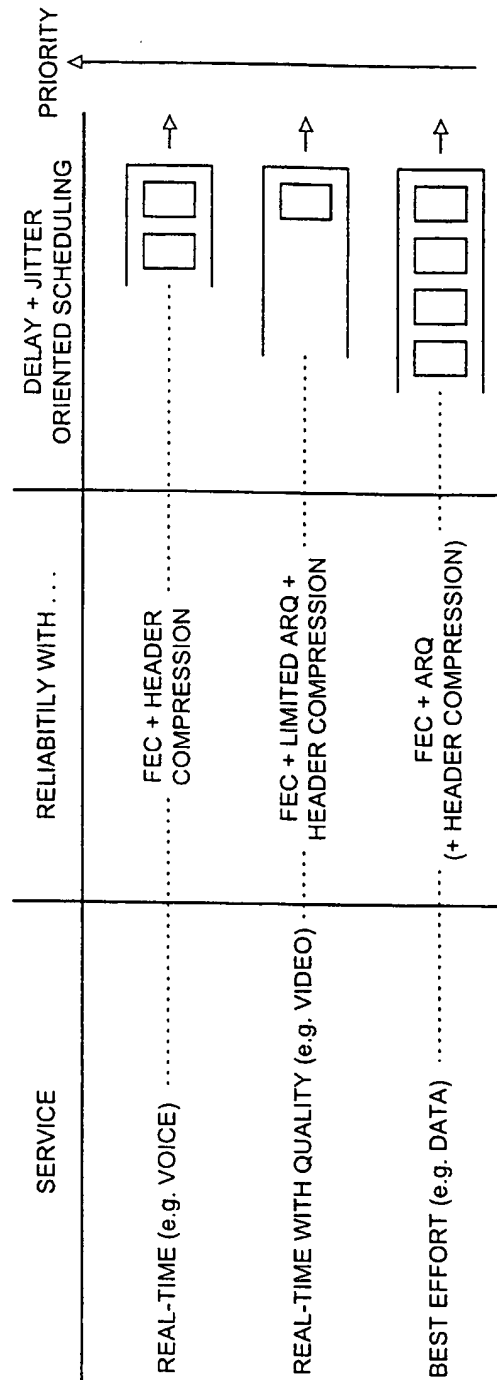 SERVICE
RELIABITILY WITH . . . .
DELAY + JITTER
ORIENTED SCHEDULING
PRIORITY
REAL-TIME (e.g. VOICE)
FEC + HEADER
COMPRESSION
REAL-TIME WITH QUALITY (e.g. VIDEO)
FEC + LIMITED ARQ +
HEADER COMPRESSION
BEST EFFORT (e.g. DATA)
FEC + ARQ
(+ HEADER COMPRESSION)